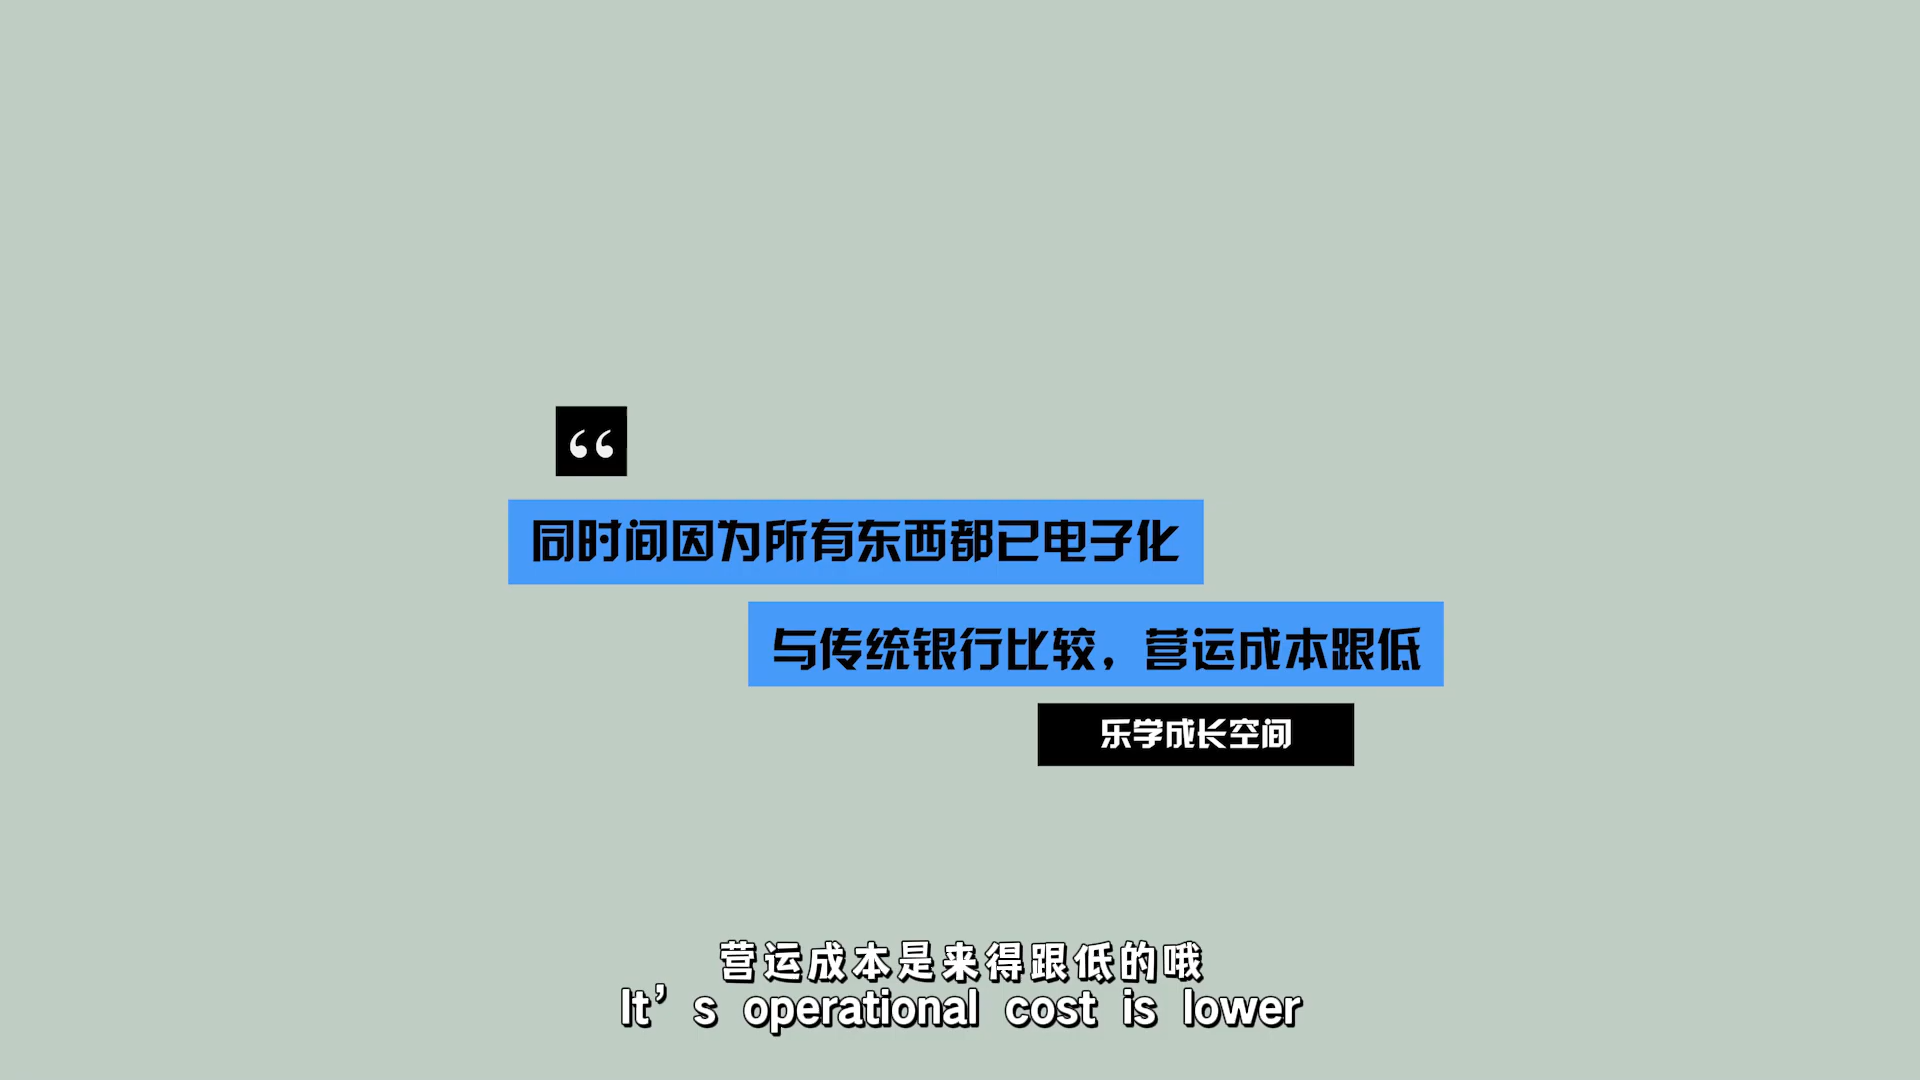 “
同时间因为所有东西都已电子化
与传统银行比较，营运成本跟低
乐学成长空间
营运成本是来得跟低的哦
It’s operational cost is lower